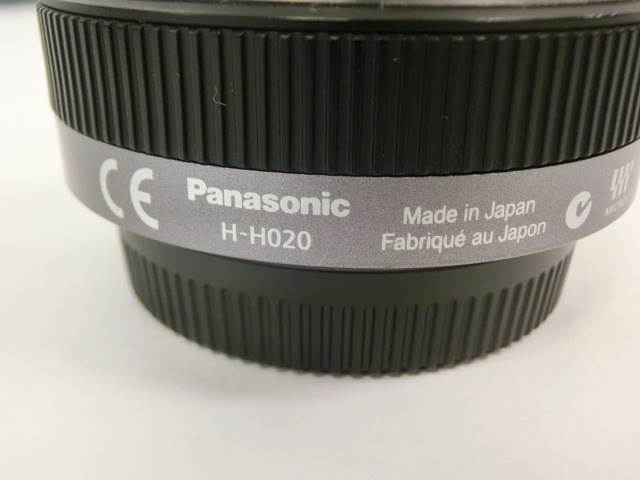 CE
Panasonic
H-H020
Made in Japan
Fabriqué au Japon